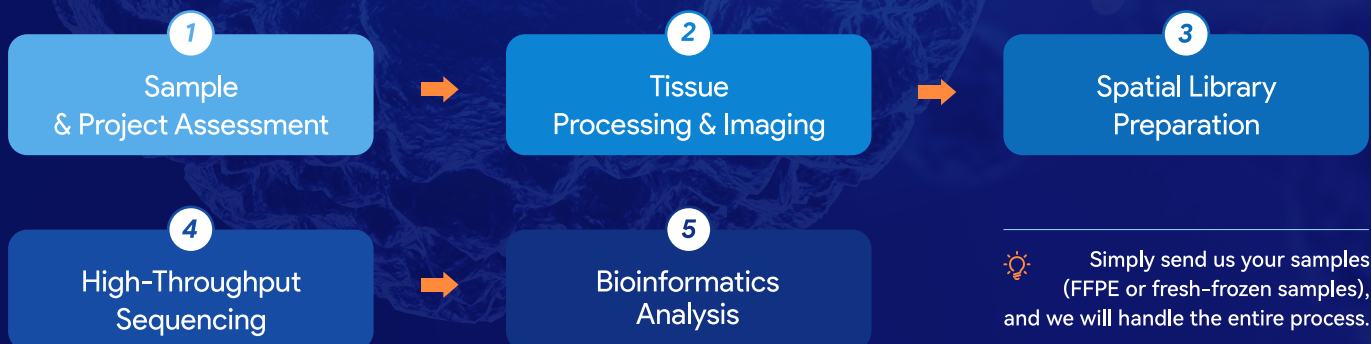 1
Sample
& Project Assessment
2
Tissue
Processing & Imaging
3
Spatial Library
Preparation
4
High-Throughput
Sequencing
5
Bioinformatics
Analysis
Simply send us your samples
(FFPE or fresh-frozen samples),
and we will handle the entire process.